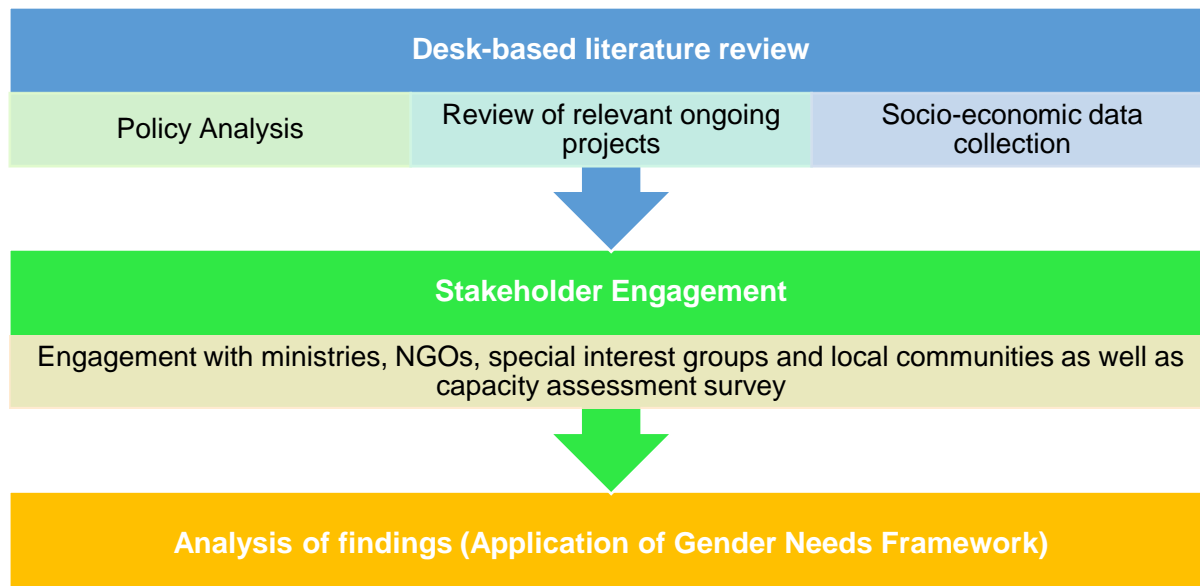 Desk-based literature review
Policy Analysis
Review of relevant ongoing
projects
Socio-economic data
collection
Stakeholder Engagement
Engagement with ministries, NGOs, special interest groups and local communities as well as
capacity assessment survey
Analysis of findings (Application of Gender Needs Framework)